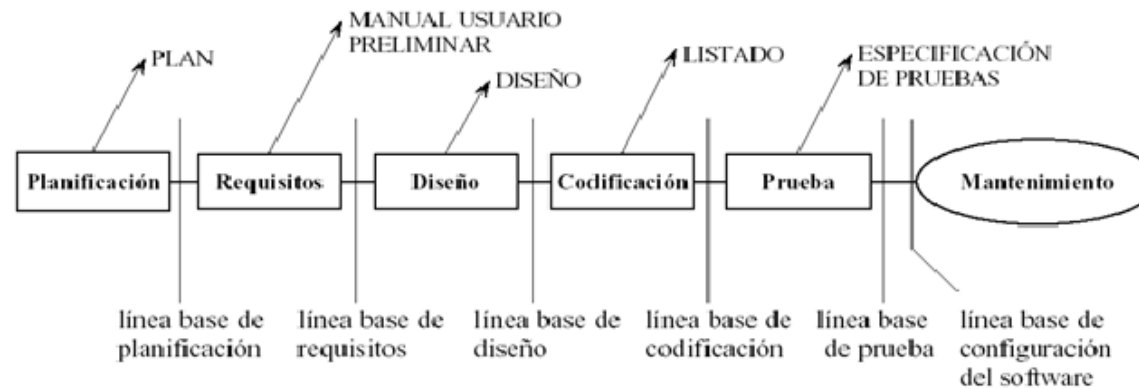 MANUAL USUARIO
PRELIMINAR
PLAN
DISEÑO
LISTADO
ESPECIFICACIÓN
DE PRUEBAS
Planificación
Requisitos
Diseño
Codificación
Prueba
Mantenimiento
línea base de
planificación
línea base de
requisitos
línea base de
diseño
línea base de
codificación
línea base
de prueba
línea base de
configuración
del software